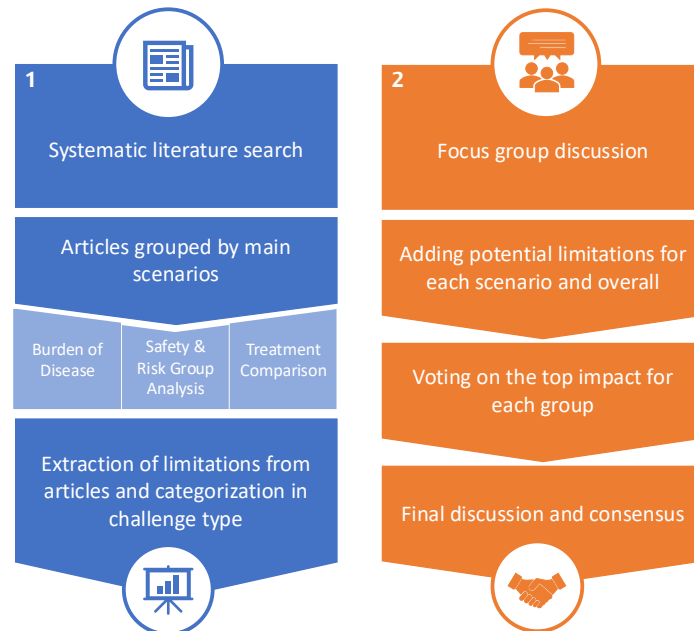 1
Systematic literature search
Articles grouped by main
scenarios
Burden of
Disease
Safety &
Risk Group
Analysis
Treatment
Comparison
Extraction of limitations from
articles and categorization in
challenge type
2
Focus group discussion
Adding potential limitations for
each scenario and overall
Voting on the top impact for
each group
Final discussion and consensus